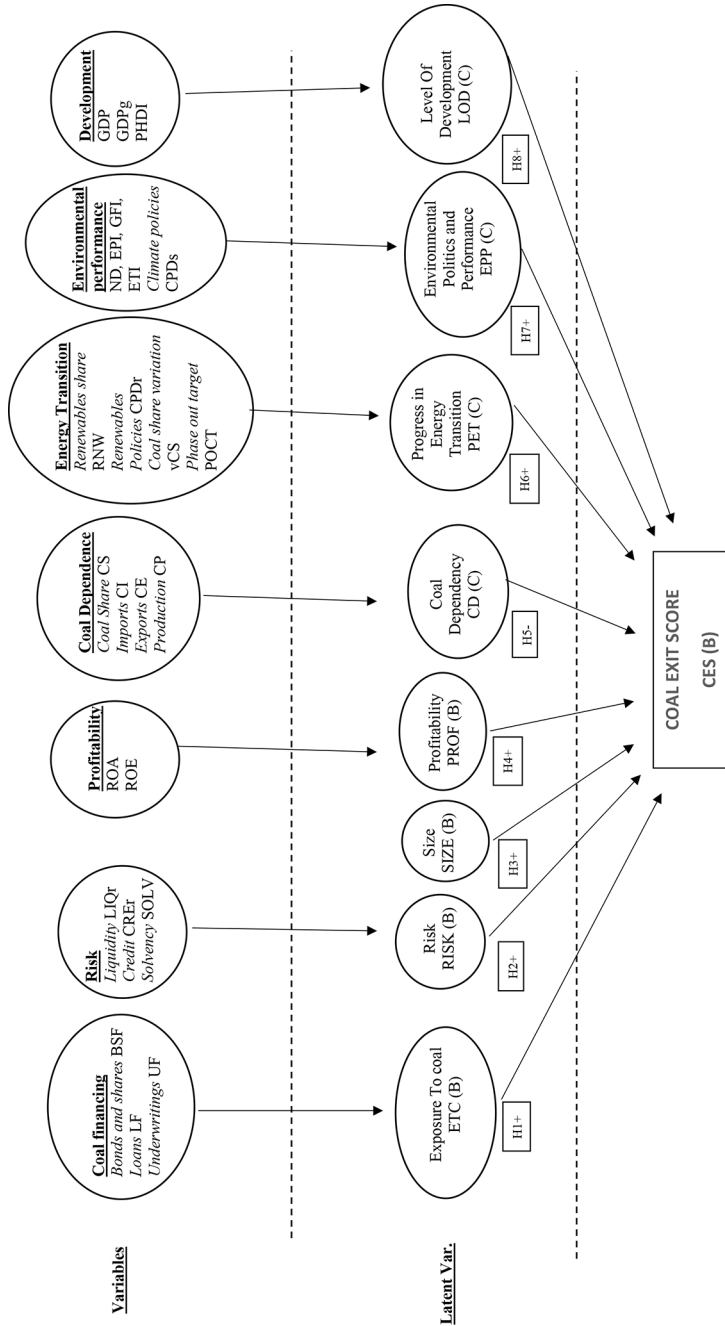 Variables
Coal financing
Bonds and shares BSF
Loans LF
Underwritings UF
Risk
Liquidity LIQr
Credit CREr
Solvency SOLV
Profitability
ROA
ROE
Coal Dependence
Coal Share CS
Imports CI
Exports CE
Production CP
Energy Transition
Renewables share
RNW
Renewables
Policies CPDr
Coal share variation
vCS
Phase out target
POCT
Environmental
performance
ND, EPI, GFI,
ETI
Climate policies
CPDs
Development
GDP
GDPg
PHDI
Latent Var.
Exposure To coal
ETC (B)
Risk
RISK (B)
Size
SIZE (B)
Profitability
PROF (B)
Coal
Dependency
CD (C)
Progress in
Energy
Transition
PET (C)
Environmental
Politics and
Performance
EPP (C)
Level Of
Development
LOD (C)
H1+
H2+
H3+
H4+
H5-
H6+
H7+
H8+
COAL EXIT SCORE
CES (B)